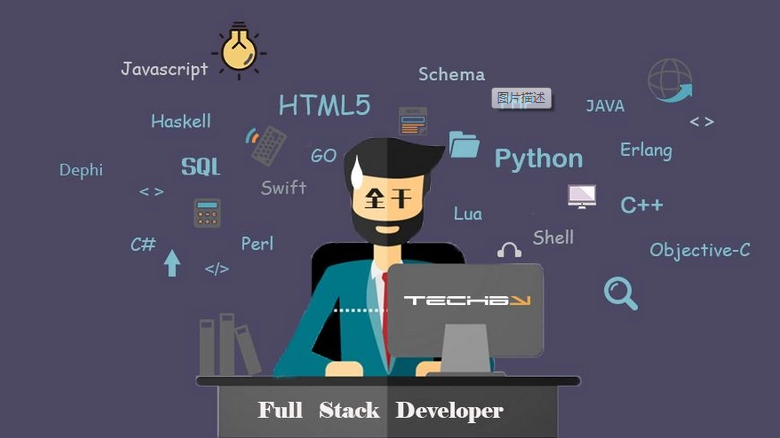 Javascript
Schema
HTML5
图片描述
JAVA
< >
Haskell
GO
Python
Erlang
Dephi
SQL
< >
Swift
全干
Lua
C++
C#
Perl
Shell
Objective-C
</>
TECHBY
Full Stack Developer